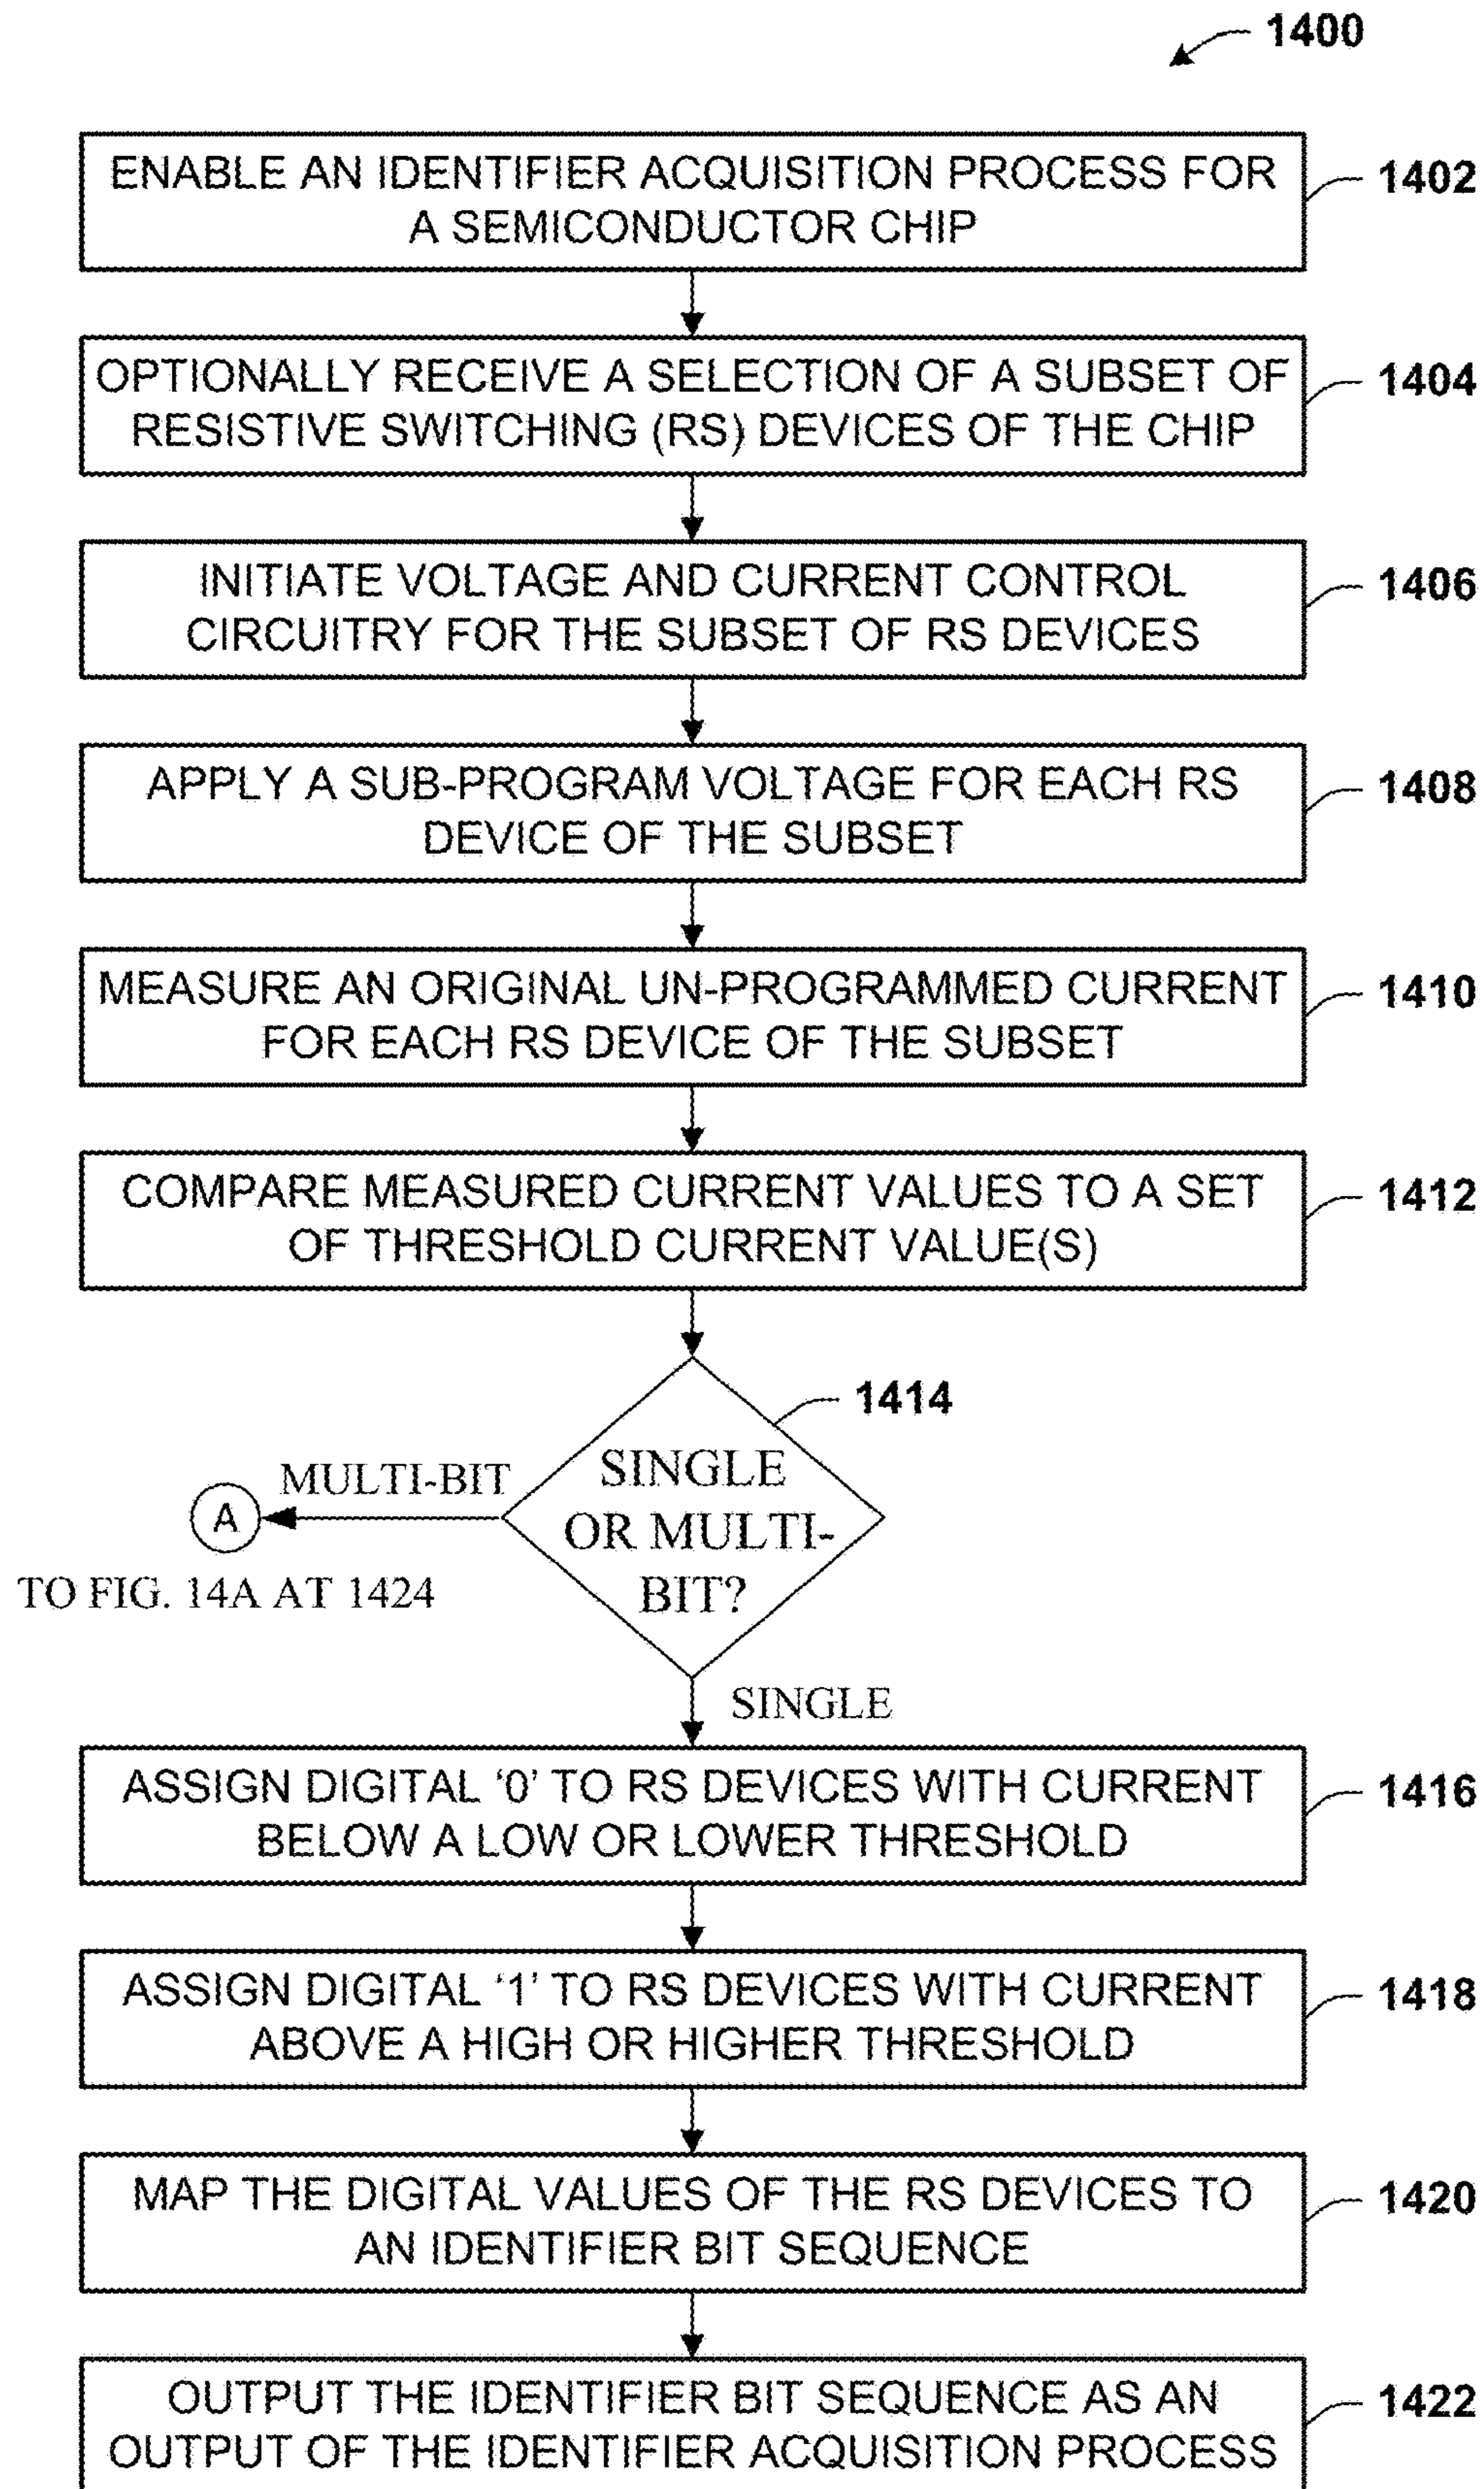 1400
ENABLE AN IDENTIFIER ACQUISITION PROCESS FOR
A SEMICONDUCTOR CHIP
1402
OPTIONALLY RECEIVE A SELECTION OF A SUBSET OF
RESISTIVE SWITCHING (RS) DEVICES OF THE CHIP
1404
INITIATE VOLTAGE AND CURRENT CONTROL
CIRCUITRY FOR THE SUBSET OF RS DEVICES
1406
APPLY A SUB-PROGRAM VOLTAGE FOR EACH RS
DEVICE OF THE SUBSET
1408
MEASURE AN ORIGINAL UN-PROGRAMMED CURRENT
FOR EACH RS DEVICE OF THE SUBSET
1410
COMPARE MEASURED CURRENT VALUES TO A SET
OF THRESHOLD CURRENT VALUE(S)
1412
1414
SINGLE
OR MULTI-
BIT?
MULTI-BIT
A
TO FIG. 14A AT 1424
SINGLE
ASSIGN DIGITAL ‘0’ TO RS DEVICES WITH CURRENT
BELOW A LOW OR LOWER THRESHOLD
1416
ASSIGN DIGITAL ‘1’ TO RS DEVICES WITH CURRENT
ABOVE A HIGH OR HIGHER THRESHOLD
1418
MAP THE DIGITAL VALUES OF THE RS DEVICES TO
AN IDENTIFIER BIT SEQUENCE
1420
OUTPUT THE IDENTIFIER BIT SEQUENCE AS AN
OUTPUT OF THE IDENTIFIER ACQUISITION PROCESS
1422